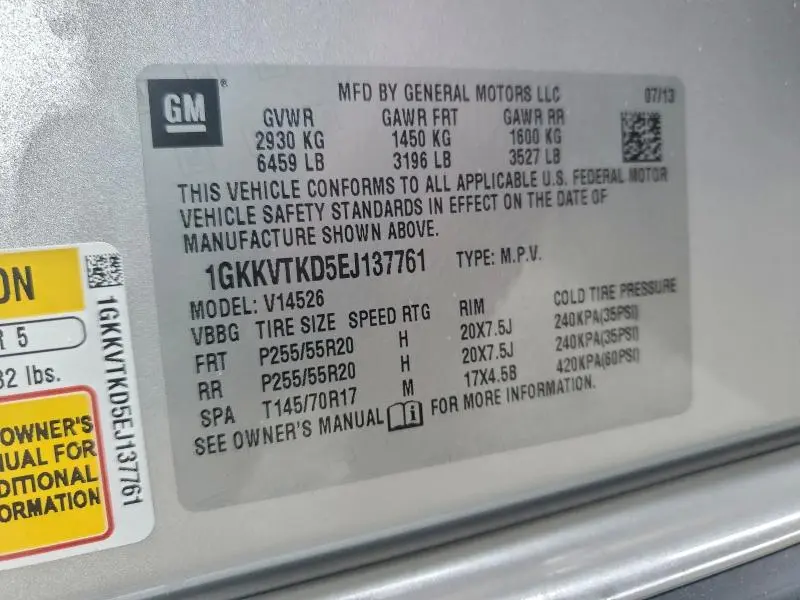 GM
MFD BY GENERAL MOTORS LLC 07/13
GVWR GAWR FRT GAWR RR
2930 KG 1450 KG 1600 KG
6459 LB 3196 LB 3527 LB
THIS VEHICLE CONFORMS TO ALL APPLICABLE U.S. FEDERAL MOTOR
VEHICLE SAFETY STANDARDS IN EFFECT ON THE DATE OF
MANUFACTURE SHOWN ABOVE.
1GKKVTKD5EJ137761 TYPE: M.P.V.
MODEL: V14526
VBBG TIRE SIZE SPEED RTG RIM COLD TIRE PRESSURE
FRT P255/55R20 H 20X7.5J 240KPA(35PSI)
RR P255/55R20 H 20X7.5J 240KPA(35PSI)
SPA T145/70R17 M 17X4.5B 420KPA(60PSI)
SEE OWNER'S MANUAL FOR MORE INFORMATION.
ON
R 5
32 lbs.
OWNER'S
NUAL FOR
DITIONAL
ORMATION
1GKKVTKD5EJ137761